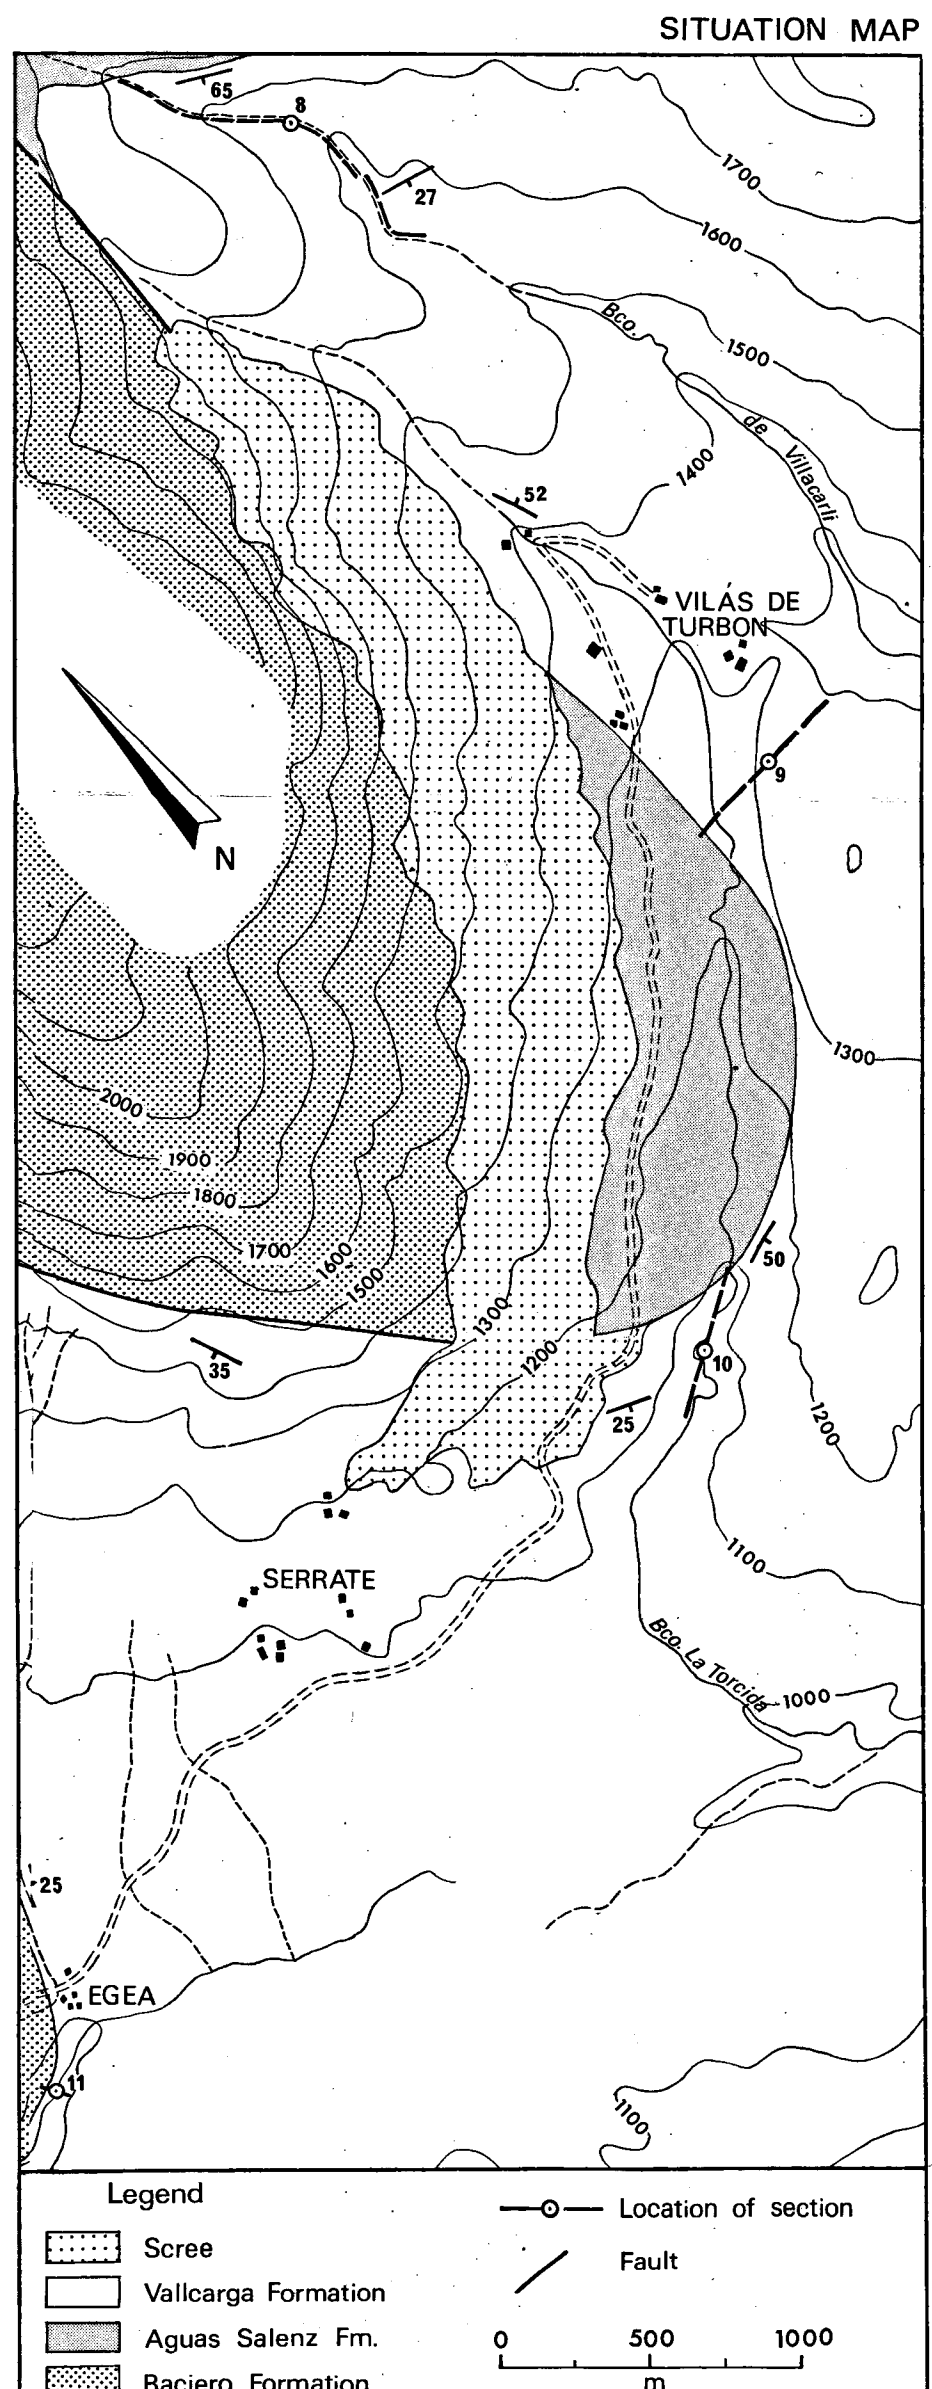 SITUATION MAP
65
8
27
1700
1600
Bco.
1500
de
Villacarli
1400
52
VILÁS DE
TURBON
9
N
1300
2000
1900
1800
1700
1600
1500
50
1300
1200
35
10
25
1200
1100
SERRATE
Bco. La Torcida
1000
25
EGEA
11
1100
Legend
Location of section
Scree
Fault
Vallcarga Formation
Aguas Salenz Fm.
0 500 1000
Baciero Formation
m